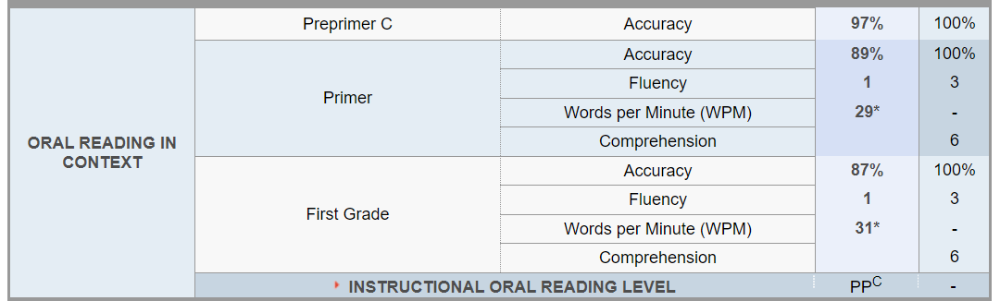 Preprimer C Accuracy 97% 100%
Accuracy 89% 100%
Fluency 1 3
Primer
Words per Minute (WPM) 29* -
Comprehension 6
ORAL READING IN
CONTEXT
Accuracy 87% 100%
Fluency 1 3
First Grade
Words per Minute (WPM) 31* -
Comprehension 6
INSTRUCTIONAL ORAL READING LEVEL PPC -